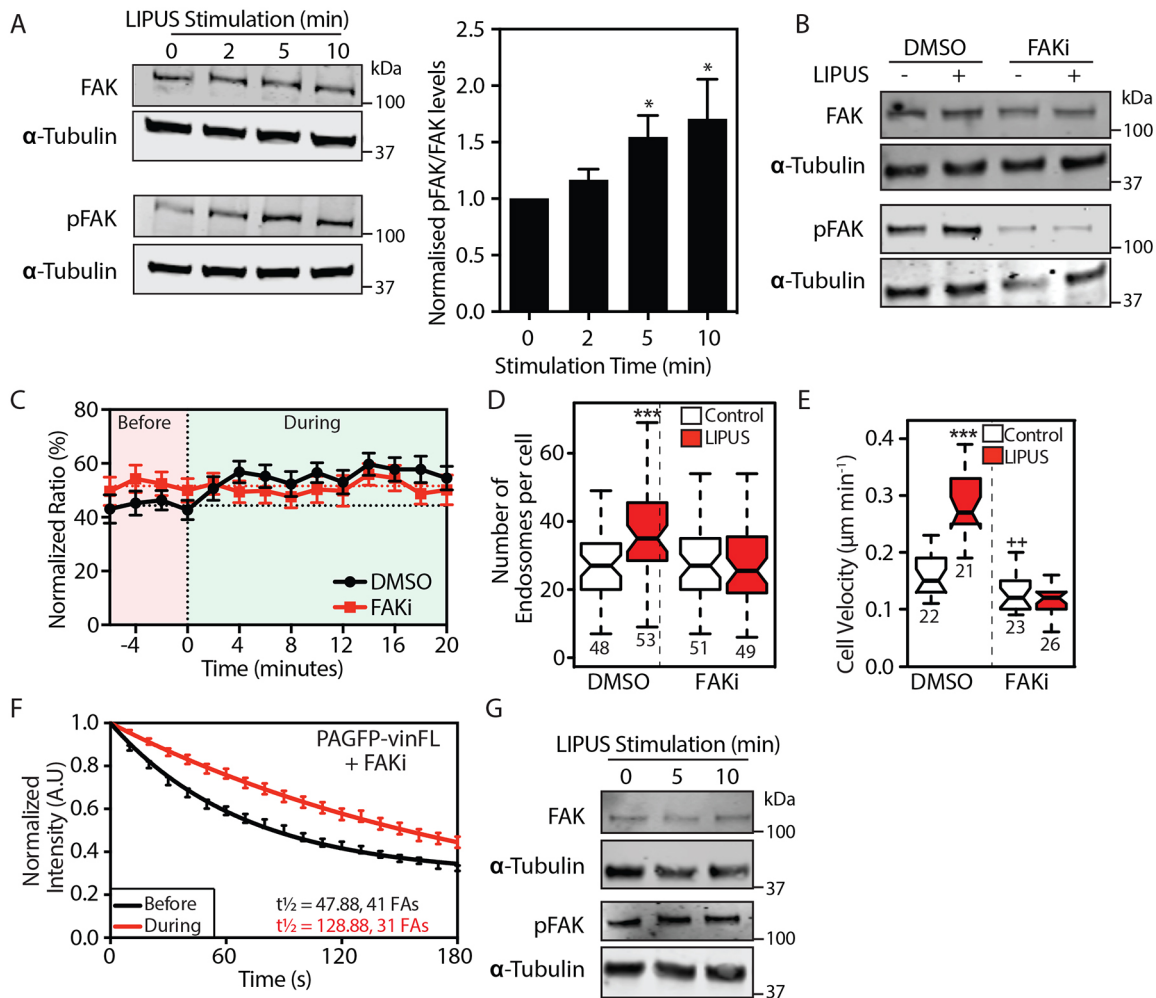 A
LIPUS Stimulation (min)
0 2 5 10
kDa
FAK
100
α-Tubulin
37
pFAK
100
α-Tubulin
37
Normalised pFAK/FAK levels
2.5
2.0
1.5
1.0
0.5
0.0
* *
0 2 5 10
Stimulation Time (min)
B
DMSO FAKi
LIPUS - + - +
kDa
FAK
100
α-Tubulin
37
pFAK
100
α-Tubulin
37
C
Normalized Ratio (%)
80
60
40
20
0
Before During
DMSO
FAKi
-4 0 4 8 12 16 20
Time (minutes)
D
Number of
Endosomes per cell
60
40
20
0
***
Control
LIPUS
48 53 51 49
DMSO FAKi
E
Cell Velocity (µm min⁻¹)
0.4
0.3
0.2
0.1
0.0
***
Control
LIPUS
++
22 21 23 26
DMSO FAKi
F
Normalized
Intensity (A.U)
1.0
0.8
0.6
0.4
0.2
0
PAGFP-vinFL
+ FAKi
Before
During
t½ = 47.88, 41 FAs
t½ = 128.88, 31 FAs
0 60 120 180
Time (s)
G
LIPUS Stimulation (min)
0 5 10
kDa
FAK
100
α-Tubulin
37
pFAK
100
α-Tubulin
37